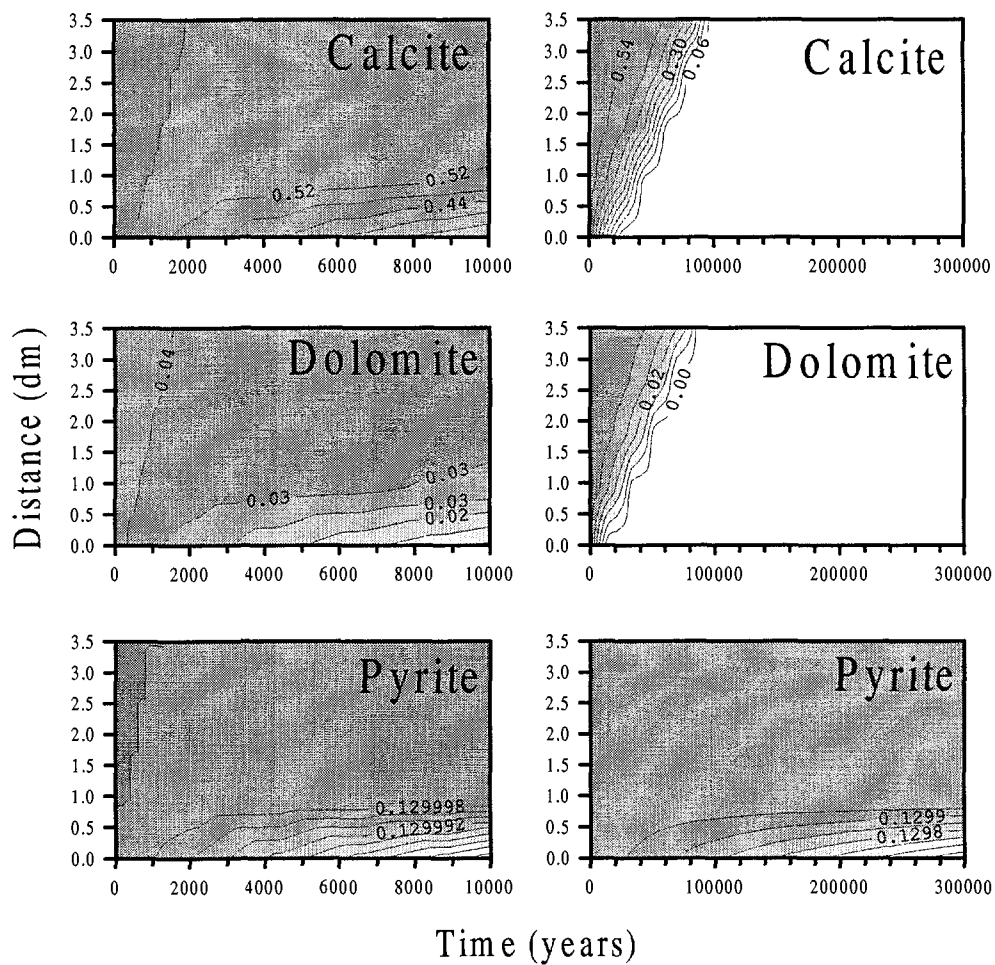 3.5 Calcite
3.0
2.5
2.0
1.5
1.0 0.52 0.52
0.5 0.44
0.0
0 2000 4000 6000 8000 10000
3.5 0.54 0.30 0.06 Calcite
3.0
2.5
2.0
1.5
1.0
0.5
0.0
0 100000 200000 300000
Distance (dm)
3.5 0.04 Dolomite
3.0
2.5
2.0
1.5
1.0 0.03 0.03
0.5 0.03
0.02
0.0
0 2000 4000 6000 8000 10000
3.5 0.02 0.00 Dolomite
3.0
2.5
2.0
1.5
1.0
0.5
0.0
0 100000 200000 300000
3.5 Pyrite
3.0
2.5
2.0
1.5
1.0 0.129998
0.5 0.129992
0.0
0 2000 4000 6000 8000 10000
3.5 Pyrite
3.0
2.5
2.0
1.5
1.0 0.1299
0.5 0.1298
0.0
0 100000 200000 300000
Time (years)